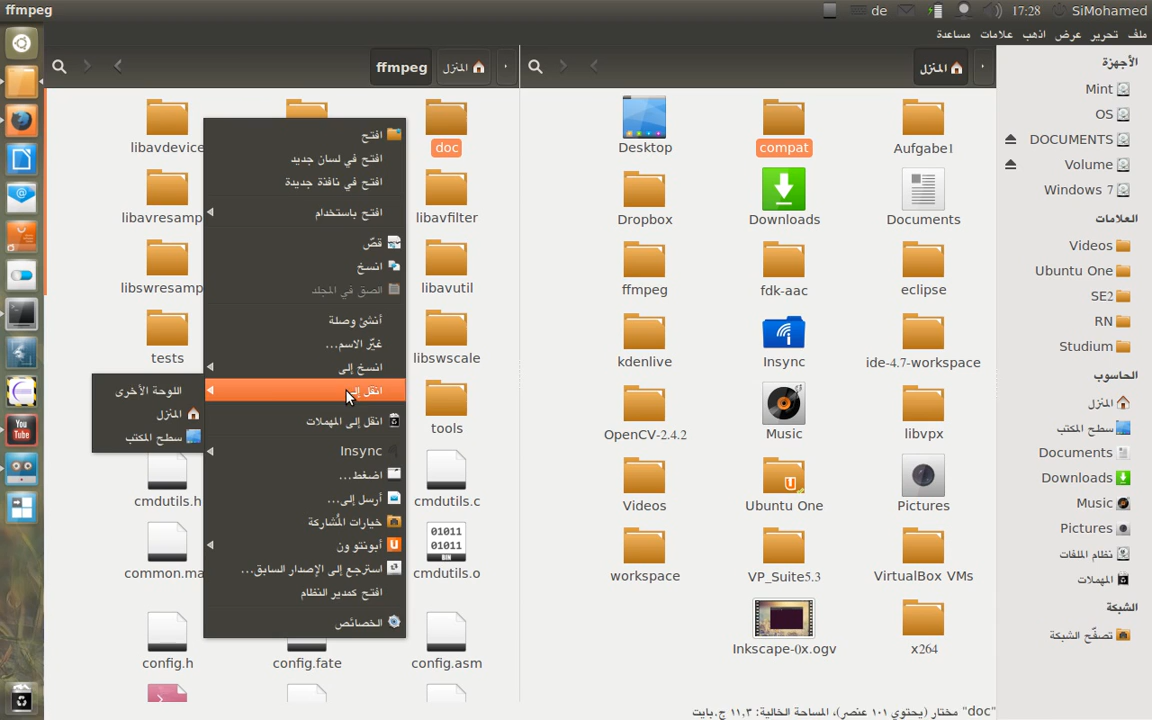 ffmpeg
de
17:28
SiMohamed
ملف تحرير عرض اذهب علامات مساعدة
المنزل
ffmpeg
المنزل
الأجهزة
Mint
OS
DOCUMENTS
Volume
Windows 7
العلامات
Videos
Ubuntu One
SE2
RN
Studium
الحاسوب
المنزل
سطح المكتب
Documents
Downloads
Music
Pictures
نظام الملفات
المهملات
الشبكة
تصفّح الشبكة
Desktop
compat
Aufgabe1
Dropbox
Downloads
Documents
ffmpeg
fdk-aac
eclipse
kdenlive
Insync
ide-4.7-workspace
OpenCV-2.4.2
Music
libvpx
Videos
Ubuntu One
Pictures
workspace
VP_Suite5.3
VirtualBox VMs
Inkscape-0x.ogv
x264
libavdevice
doc
libavresamp
libavfilter
libswresamp
libavutil
tests
libswscale
tools
cmdutils.h
cmdutils.c
common.ma
01011
01011
cmdutils.o
config.h
config.fate
config.asm
افتح
افتح في لسان جديد
افتح في نافذة جديدة
افتح باستخدام
قصّ
انسخ
الصق في المجلد
أنشئ وصلة
غيّر الاسم...
انسخ إلى
انقل إلى
انقل إلى المهملات
Insync
اضغط...
أرسل إلى...
خيارات المُشاركة
أبونتو ون
استرجع إلى الإصدار السابق...
افتح كمدير النظام
الخصائص
اللوحة الأخرى
المنزل
سطح المكتب
You
Tube
"doc" مختار (يحتوي ١٠١ عنصر)، المساحة الخالية: ١١٫٣ ج.بايت